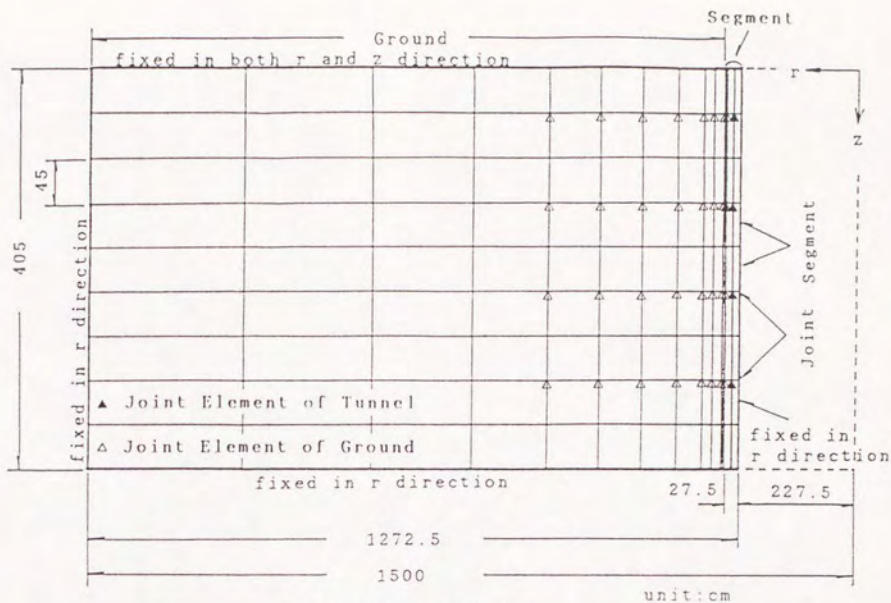 Segment
Ground
fixed in both r and z direction
r
z
45
405
fixed in r direction
Joint Segment
▲ Joint Element of Tunnel
△ Joint Element of Ground
fixed in r direction
fixed in
r direction
27.5
227.5
1272.5
1500
unit:cm